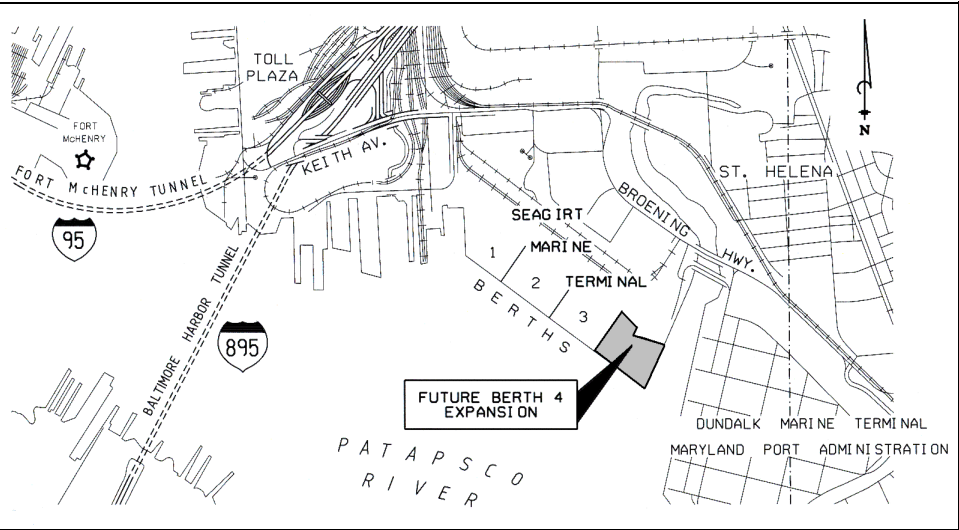 TOLL
PLAZA
FORT
McHENRY
FORT McHENRY TUNNEL
KEITH AV.
95
BALTIMORE HARBOR TUNNEL
895
ST. HELENA
BROENING HWY.
SEAGIRT
MARINE
TERMINAL
1
2
3
BERTHS
FUTURE BERTH 4
EXPANSION
N
DUNDALK MARINE TERMINAL
MARYLAND PORT ADMINISTRATION
PATAPSCO
RIVER